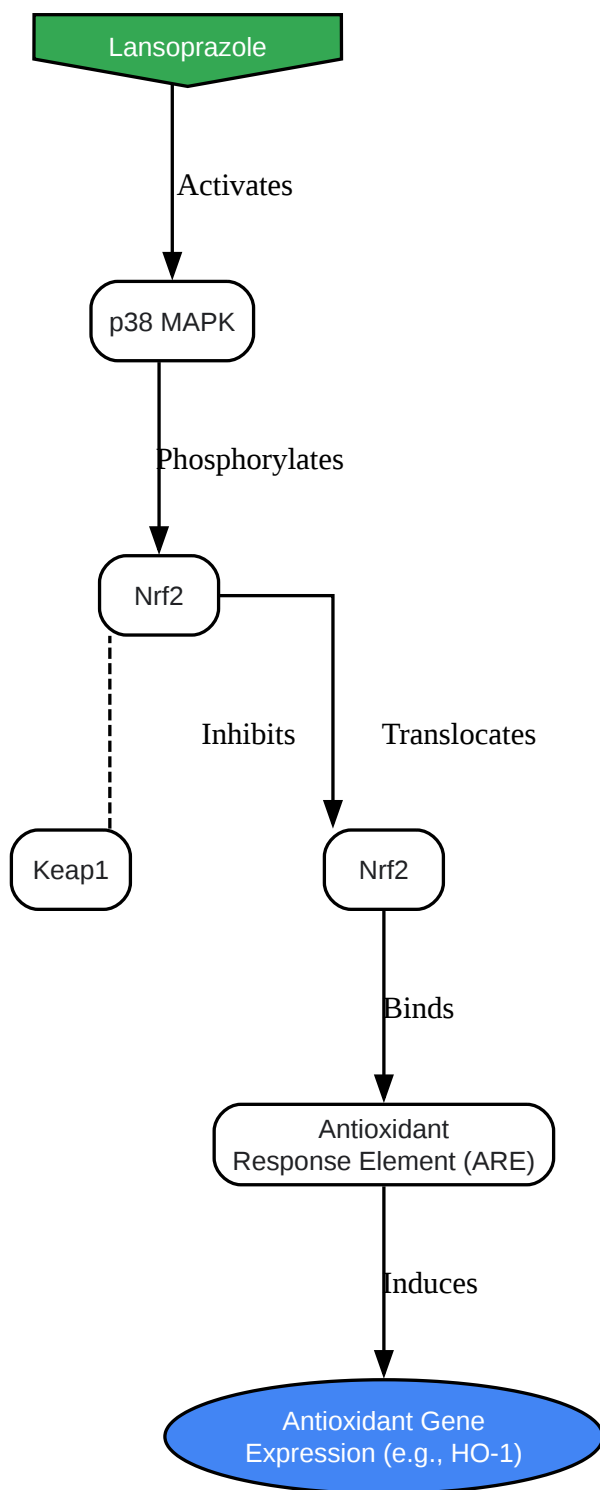 Lansoprazole
Activates
p38 MAPK
Phosphorylates
Nrf2
Inhibits
Translocates
Keap1
Nrf2
Binds
Antioxidant
Response Element (ARE)
Induces
Antioxidant Gene
Expression (e.g., HO-1)